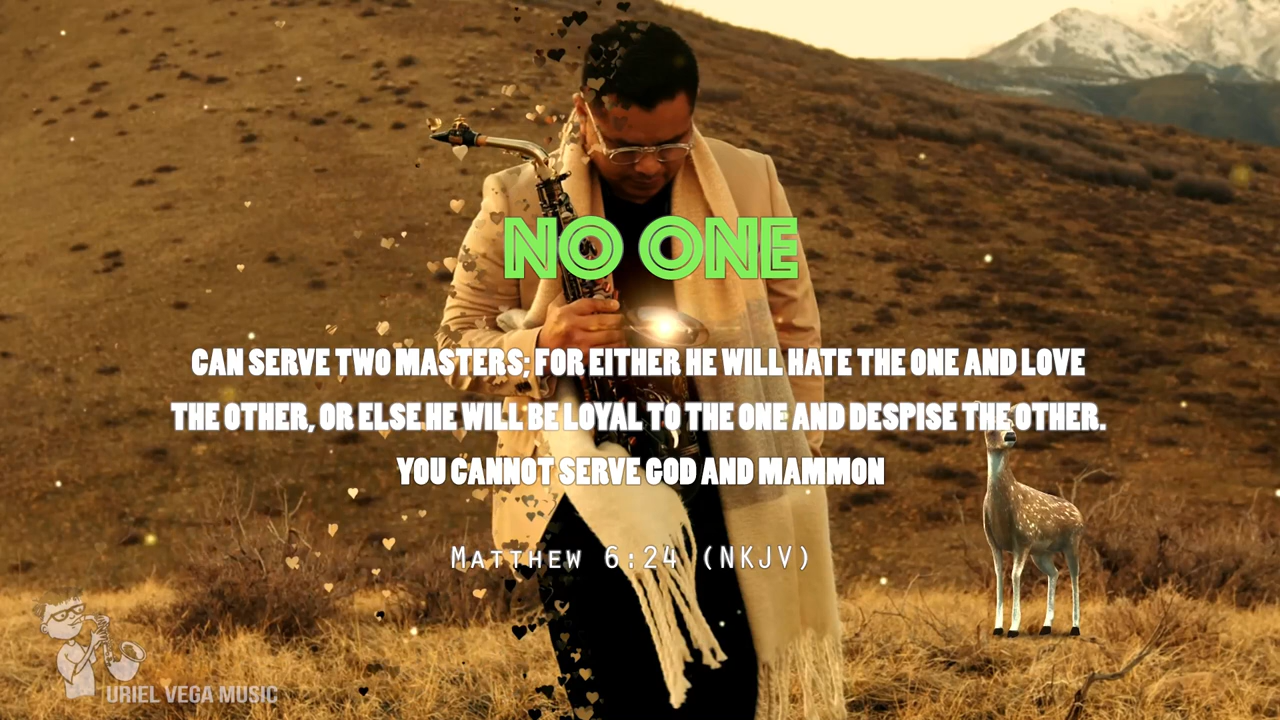 NO ONE
CAN SERVE TWO MASTERS; FOR EITHER HE WILL HATE THE ONE AND LOVE
THE OTHER, OR ELSE HE WILL BE LOYAL TO THE ONE AND DESPISE THE OTHER.
YOU CANNOT SERVE GOD AND MAMMON
Matthew 6:24 (NKJV)
URIEL VEGA MUSIC